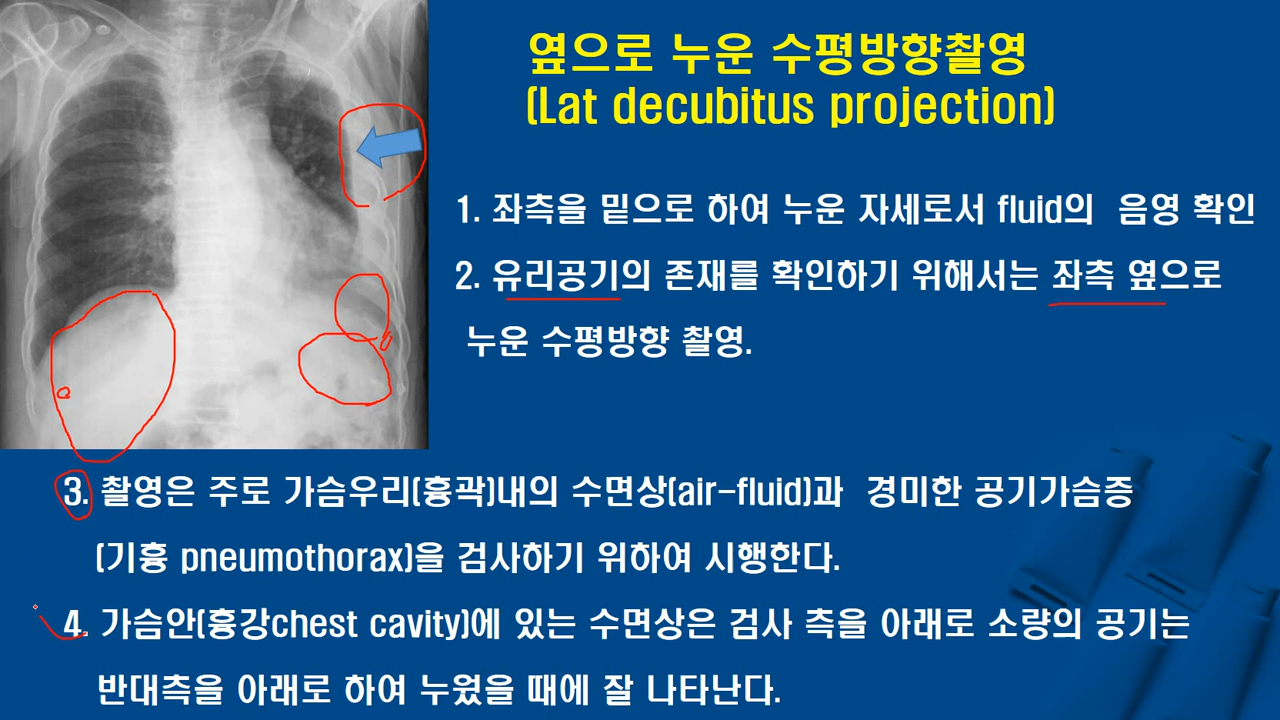 옆으로 누운 수평방향촬영
(Lat decubitus projection)
1. 좌측을 밑으로 하여 누운 자세로서 fluid의 음영 확인
2. 유리공기의 존재를 확인하기 위해서는 좌측 옆으로
누운 수평방향 촬영.
3. 촬영은 주로 가슴우리(흉곽)내의 수면상(air-fluid)과 경미한 공기가슴증
(기흉 pneumothorax)을 검사하기 위하여 시행한다.
4. 가슴안(흉강chest cavity)에 있는 수면상은 검사 측을 아래로 소량의 공기는
반대측을 아래로 하여 누웠을 때에 잘 나타난다.